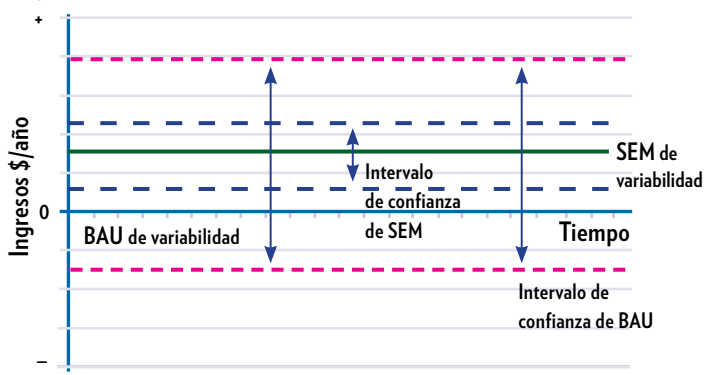 +
Ingresos $/año
SEM de
variabilidad
Intervalo
de confianza
de SEM
0
BAU de variabilidad
Tiempo
Intervalo de
confianza de BAU
–